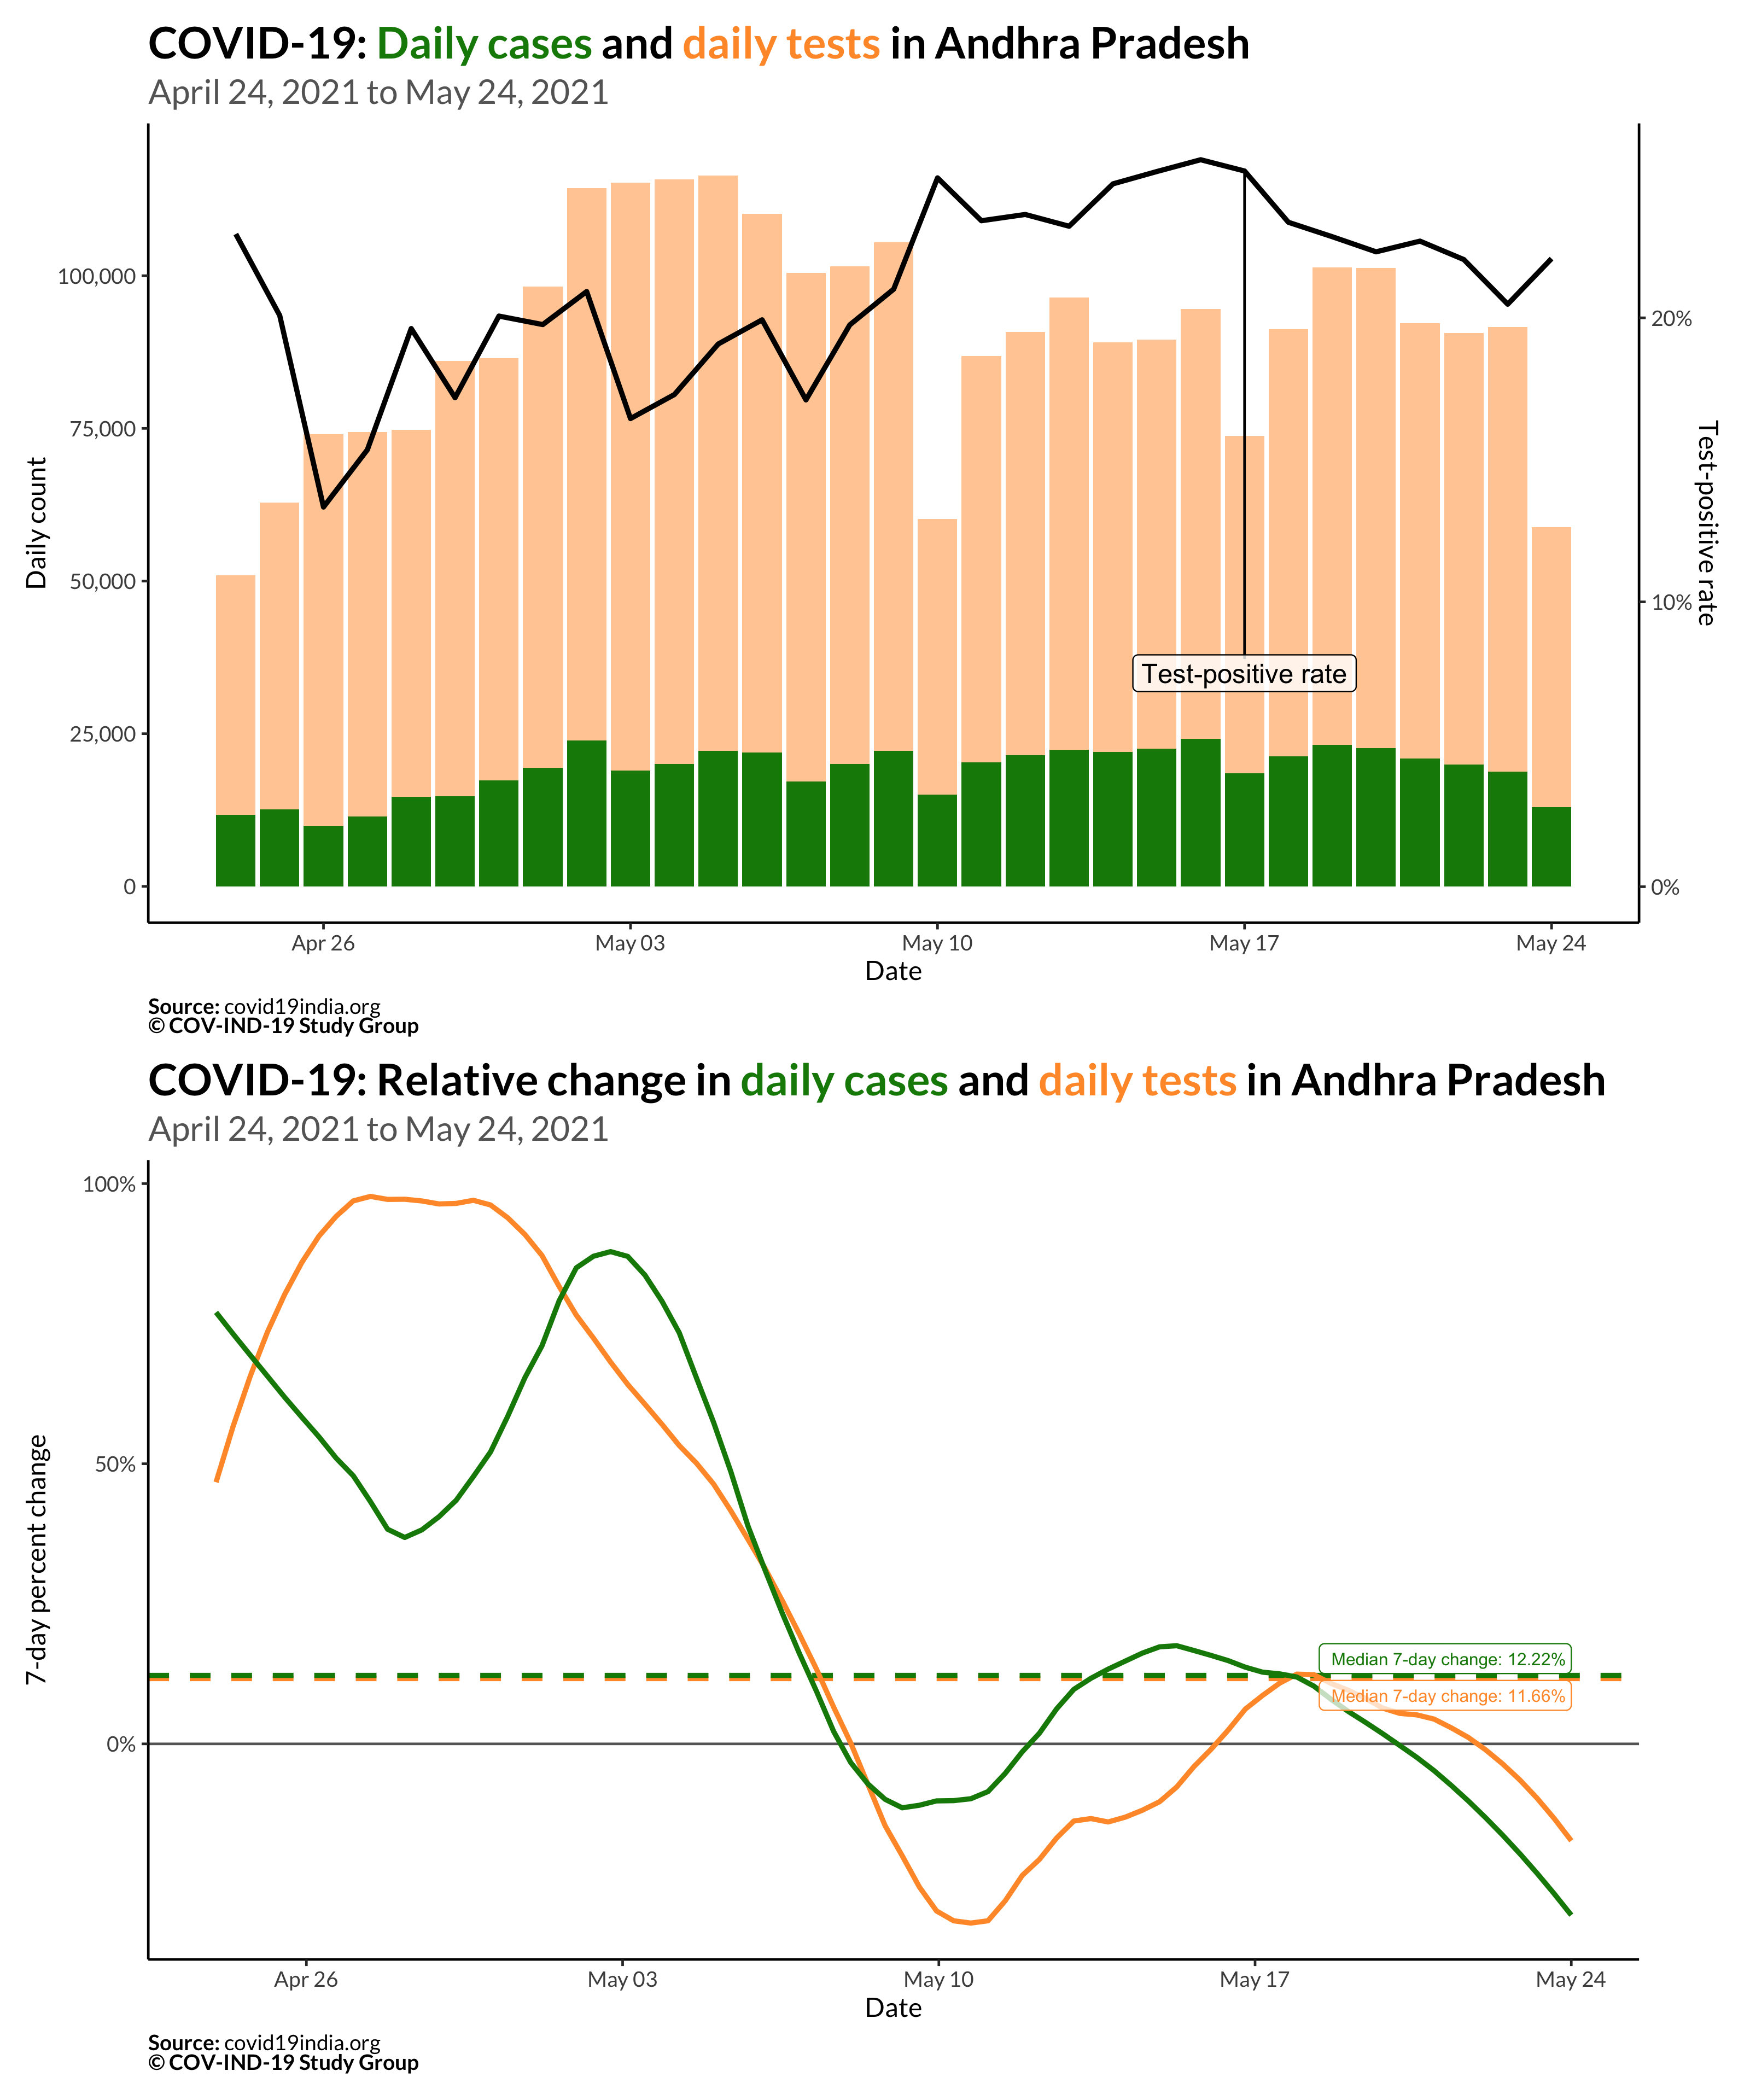 COVID-19: Daily cases and daily tests in Andhra Pradesh
April 24, 2021 to May 24, 2021
Daily count
100,000
75,000
50,000
25,000
0
20%
10%
0%
Test-positive rate
Test-positive rate
Apr 26
May 03
May 10
May 17
May 24
Date
Source: covid19india.org
© COV-IND-19 Study Group
COVID-19: Relative change in daily cases and daily tests in Andhra Pradesh
April 24, 2021 to May 24, 2021
7-day percent change
100%
50%
0%
Median 7-day change: 12.22%
Median 7-day change: 11.66%
Apr 26
May 03
May 10
May 17
May 24
Date
Source: covid19india.org
© COV-IND-19 Study Group